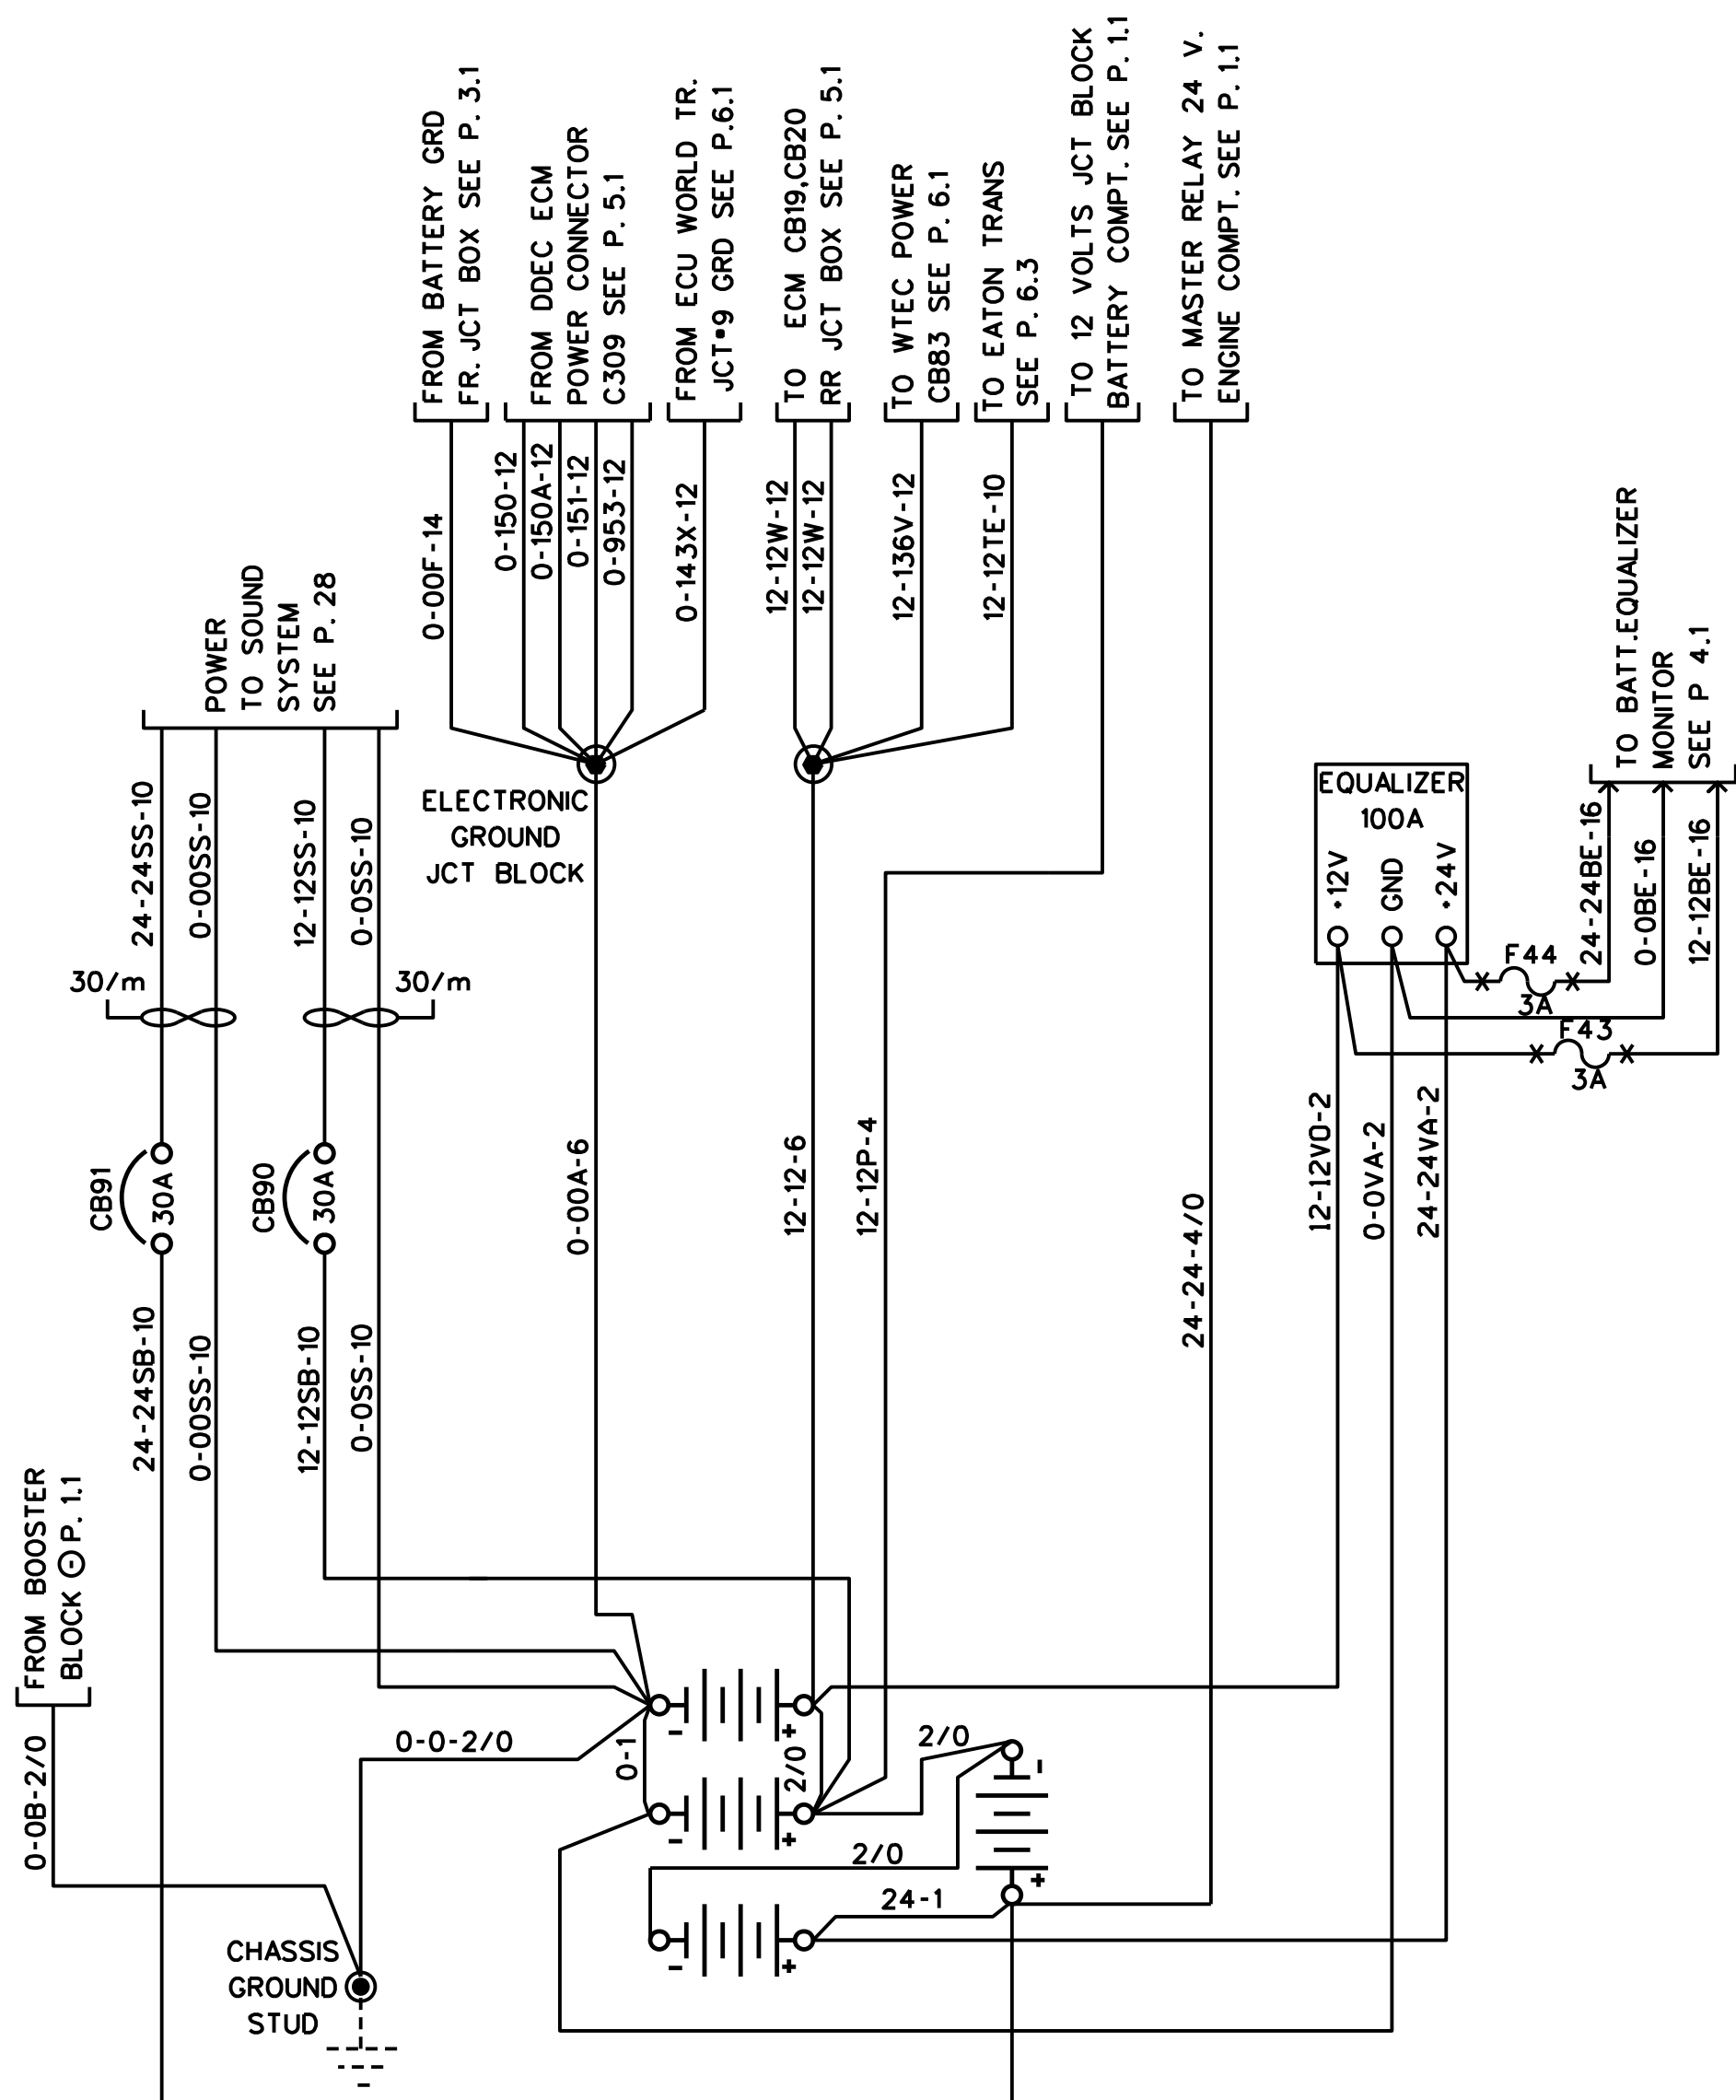 FROM BATTERY GRD
FR. JCT BOX SEE P. 3.1
FROM DDEC ECM
POWER CONNECTOR
C309 SEE P. 5.1
FROM ECU WORLD TR.
JCT•9 GRD SEE P.6.1
TO ECM CB19,CB20
RR JCT BOX SEE P. 5.1
TO WTEC POWER
CB83 SEE P. 6.1
TO EATON TRANS
SEE P. 6.3
TO 12 VOLTS JCT BLOCK
BATTERY COMPT. SEE P. 1.1
TO MASTER RELAY 24 V.
ENGINE COMPT. SEE P. 1.1
0-00F-14
0-150-12
0-150A-12
0-151-12
0-953-12
0-143X-12
12-12W-12
12-12W-12
12-136V-12
12-12TE-10
POWER
TO SOUND
SYSTEM
SEE P. 28
TO BATT.EQUALIZER
MONITOR
SEE P 4.1
24-24SS-10
0-00SS-10
12-12SS-10
0-0SS-10
ELECTRONIC
GROUND
JCT BLOCK
EQUALIZER
100A
+12V
GND
+24V
24-24BE-16
0-0BE-16
12-12BE-16
F44
3A
F43
3A
30/m
30/m
CB91
30A
CB90
30A
0-00A-6
12-12-6
12-12P-4
24-24-4/0
12-12VO-2
0-0VA-2
24-24VA-2
24-24SB-10
0-00SS-10
12-12SB-10
0-0SS-10
FROM BOOSTER
BLOCK ⊖ P. 1.1
0-0B-2/0
0-0-2/0
0-1
- +
2/0
2/0
-
- +
2/0
+
24-1
- +
CHASSIS
GROUND
STUD